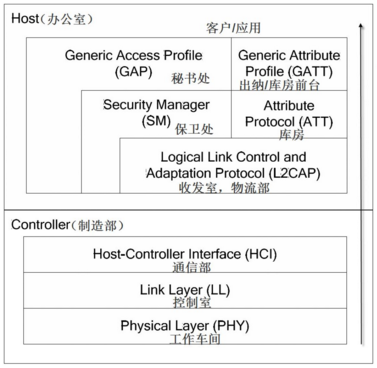 Host(办公室)
客户/应用
Generic Access Profile
(GAP)
秘书处
Generic Attribute
Profile (GATT)
出纳/库房前台
Security Manager
(SM)
保卫处
Attribute
Protocol (ATT)
库房
Logical Link Control and
Adaptation Protocol (L2CAP)
收发室，物流部
Controller(制造部)
Host-Controller Interface (HCI)
通信部
Link Layer (LL)
控制室
Physical Layer (PHY)
工作车间